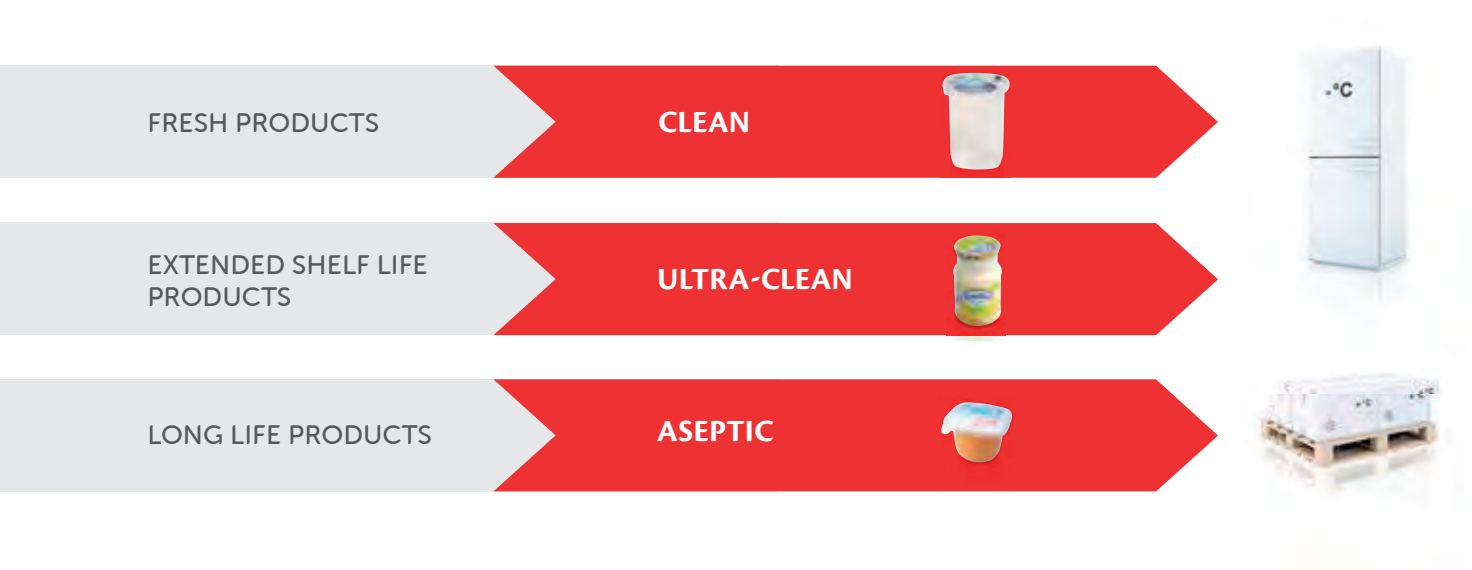 FRESH PRODUCTS
CLEAN
-°C
EXTENDED SHELF LIFE
PRODUCTS
ULTRA-CLEAN
LONG LIFE PRODUCTS
ASEPTIC